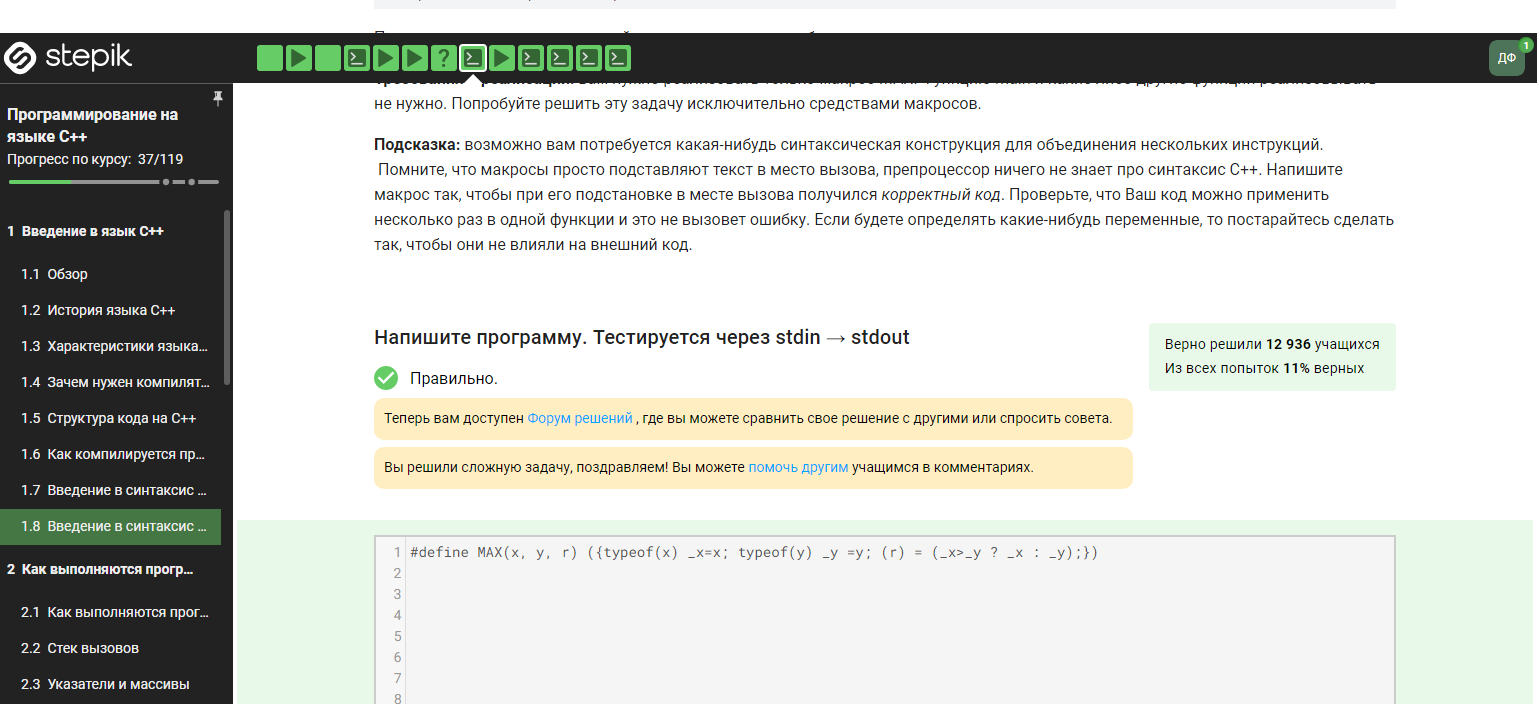 stepik
?
ДФ
1
Программирование на
языке C++
Прогресс по курсу: 37/119
1 Введение в язык C++
1.1 Обзор
1.2 История языка C++
1.3 Характеристики языка...
1.4 Зачем нужен компилят...
1.5 Структура кода на C++
1.6 Как компилируется пр...
1.7 Введение в синтаксис ...
1.8 Введение в синтаксис ...
2 Как выполняются прогр...
2.1 Как выполняются прог...
2.2 Стек вызовов
2.3 Указатели и массивы
не нужно. Попробуйте решить эту задачу исключительно средствами макросов.
Подсказка: возможно вам потребуется какая-нибудь синтаксическая конструкция для объединения нескольких инструкций.
Помните, что макросы просто подставляют текст в место вызова, препроцессор ничего не знает про синтаксис C++. Напишите
макрос так, чтобы при его подстановке в месте вызова получился корректный код. Проверьте, что Ваш код можно применить
несколько раз в одной функции и это не вызовет ошибку. Если будете определять какие-нибудь переменные, то постарайтесь сделать
так, чтобы они не влияли на внешний код.
Напишите программу. Тестируется через stdin → stdout
Верно решили 12 936 учащихся
Из всех попыток 11% верных
Правильно.
Теперь вам доступен Форум решений , где вы можете сравнить свое решение с другими или спросить совета.
Вы решили сложную задачу, поздравляем! Вы можете помочь другим учащимся в комментариях.
1 #define MAX(x, y, r) ({typeof(x) _x=x; typeof(y) _y =y; (r) = (_x>_y ? _x : _y);})
2
3
4
5
6
7
8